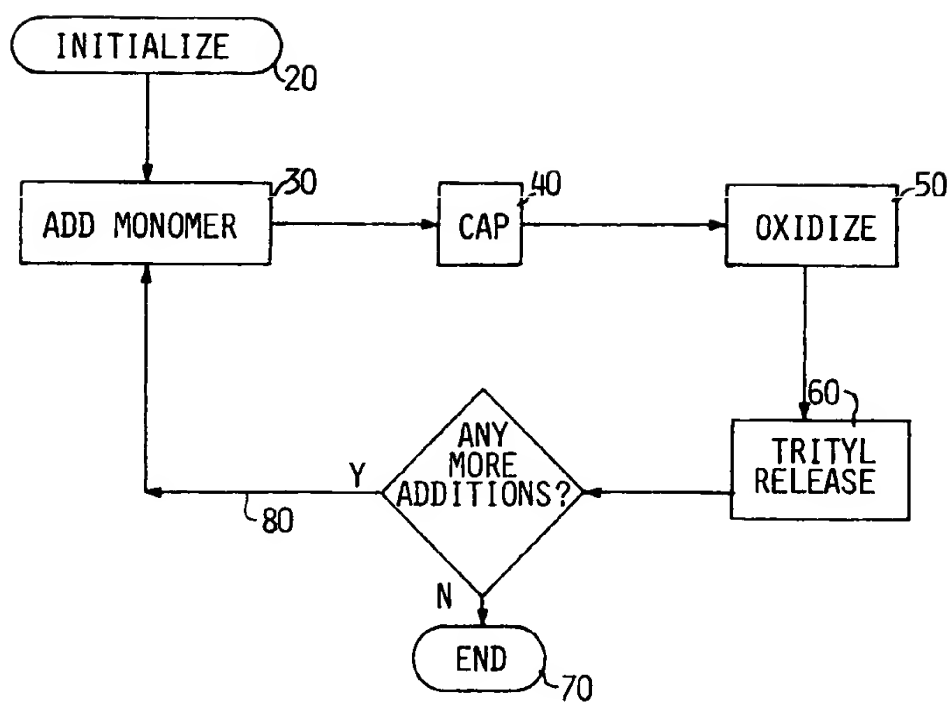 INITIALIZE
20
ADD MONOMER
30
CAP
40
OXIDIZE
50
60
TRITYL
RELEASE
ANY
MORE
ADDITIONS?
Y
80
N
END
70